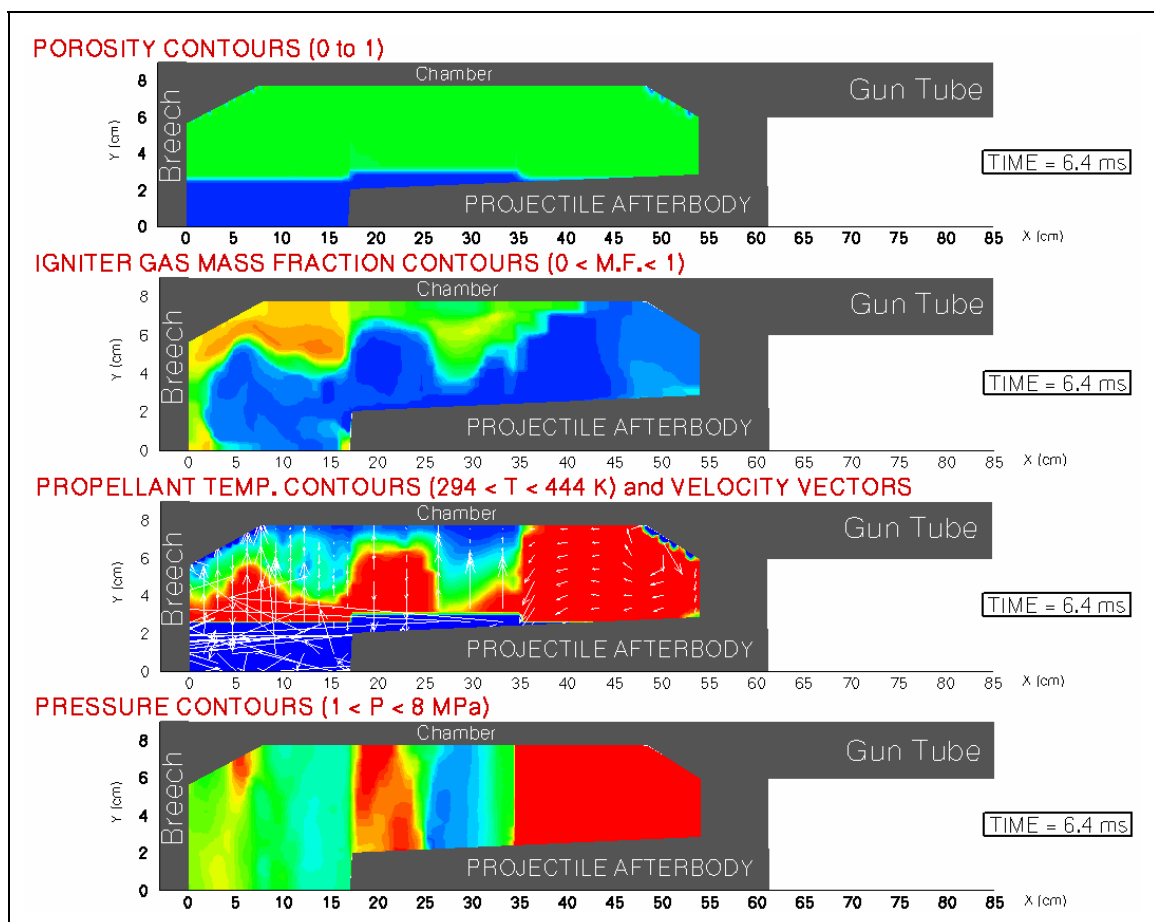 POROSITY CONTOURS (0 to 1)
Chamber
Gun Tube
Breech
8
6
4
2
0
Y (cm)
TIME = 6.4 ms
PROJECTILE AFTERBODY
0 5 10 15 20 25 30 35 40 45 50 55 60 65 70 75 80 85 X (cm)
IGNITER GAS MASS FRACTION CONTOURS (0 < M.F.< 1)
Chamber
Gun Tube
Breech
8
6
4
2
0
Y (cm)
TIME = 6.4 ms
PROJECTILE AFTERBODY
0 5 10 15 20 25 30 35 40 45 50 55 60 65 70 75 80 85 X (cm)
PROPELLANT TEMP. CONTOURS (294 < T < 444 K) and VELOCITY VECTORS
Chamber
Gun Tube
Breech
8
6
4
2
0
Y (cm)
TIME = 6.4 ms
PROJECTILE AFTERBODY
0 5 10 15 20 25 30 35 40 45 50 55 60 65 70 75 80 85 X (cm)
PRESSURE CONTOURS (1 < P < 8 MPa)
Chamber
Gun Tube
Breech
8
6
4
2
0
Y (cm)
TIME = 6.4 ms
PROJECTILE AFTERBODY
0 5 10 15 20 25 30 35 40 45 50 55 60 65 70 75 80 85 X (cm)